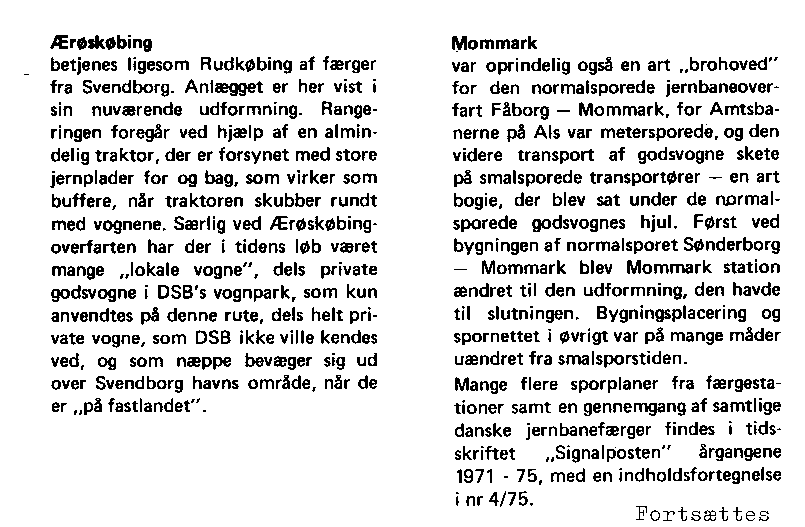 Ærøskøbing
betjenes ligesom Rudkøbing af færger
fra Svendborg. Anlægget er her vist i
sin nuværende udformning. Range-
ringen foregår ved hjælp af en almin-
delig traktor, der er forsynet med store
jernplader for og bag, som virker som
buffere, når traktoren skubber rundt
med vognene. Særlig ved Ærøskøbing-
overfarten har der i tidens løb været
mange „lokale vogne”, dels private
godsvogne i DSB's vognpark, som kun
anvendtes på denne rute, dels helt pri-
vate vogne, som DSB ikke ville kendes
ved, og som næppe bevæger sig ud
over Svendborg havns område, når de
er „på fastlandet”.
Mommark
var oprindelig også en art „brohoved”
for den normalsporede jernbaneover-
fart Fåborg — Mommark, for Amtsba-
nerne på Als var metersporede, og den
videre transport af godsvogne skete
på smalsporede transportører — en art
bogie, der blev sat under de normal-
sporede godsvognes hjul. Først ved
bygningen af normalsporet Sønderborg
— Mommark blev Mommark station
ændret til den udformning, den havde
til slutningen. Bygningsplacering og
spornettet i øvrigt var på mange måder
uændret fra smalsporstiden.
Mange flere sporplaner fra færgesta-
tioner samt en gennemgang af samtlige
danske jernbanefærger findes i tids-
skriftet „Signalposten” årgangene
1971 - 75, med en indholdsfortegnelse
i nr 4/75.
Fortsættes